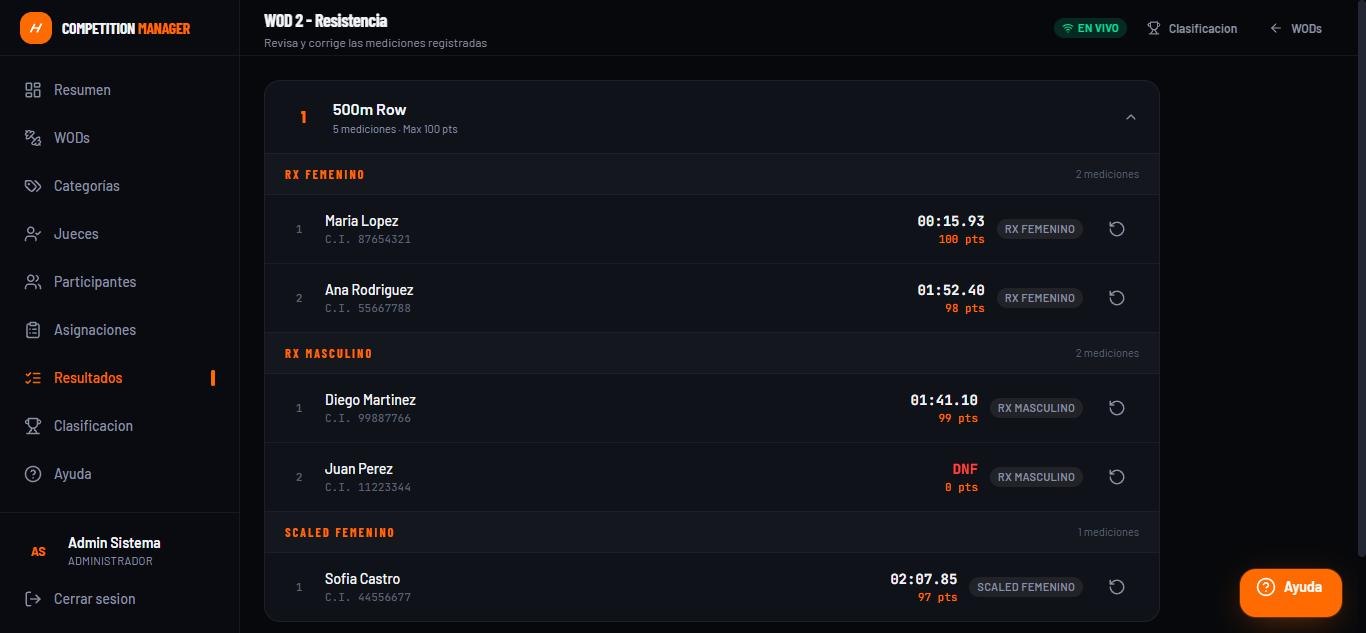 COMPETITION MANAGER
Resumen
WODs
Categorías
Jueces
Participantes
Asignaciones
Resultados
Clasificacion
Ayuda
AS
Admin Sistema
ADMINISTRADOR
Cerrar sesion
WOD 2 - Resistencia
Revisa y corrige las mediciones registradas
EN VIVO
Clasificacion
WODs
1
500m Row
5 mediciones · Max 100 pts
RX FEMENINO
2 mediciones
1
Maria Lopez
C.I. 87654321
00:15.93
100 pts
RX FEMENINO
2
Ana Rodriguez
C.I. 55667788
01:52.40
98 pts
RX FEMENINO
RX MASCULINO
2 mediciones
1
Diego Martinez
C.I. 99887766
01:41.10
99 pts
RX MASCULINO
2
Juan Perez
C.I. 11223344
DNF
0 pts
RX MASCULINO
SCALED FEMENINO
1 mediciones
1
Sofia Castro
C.I. 44556677
02:07.85
97 pts
SCALED FEMENINO
Ayuda